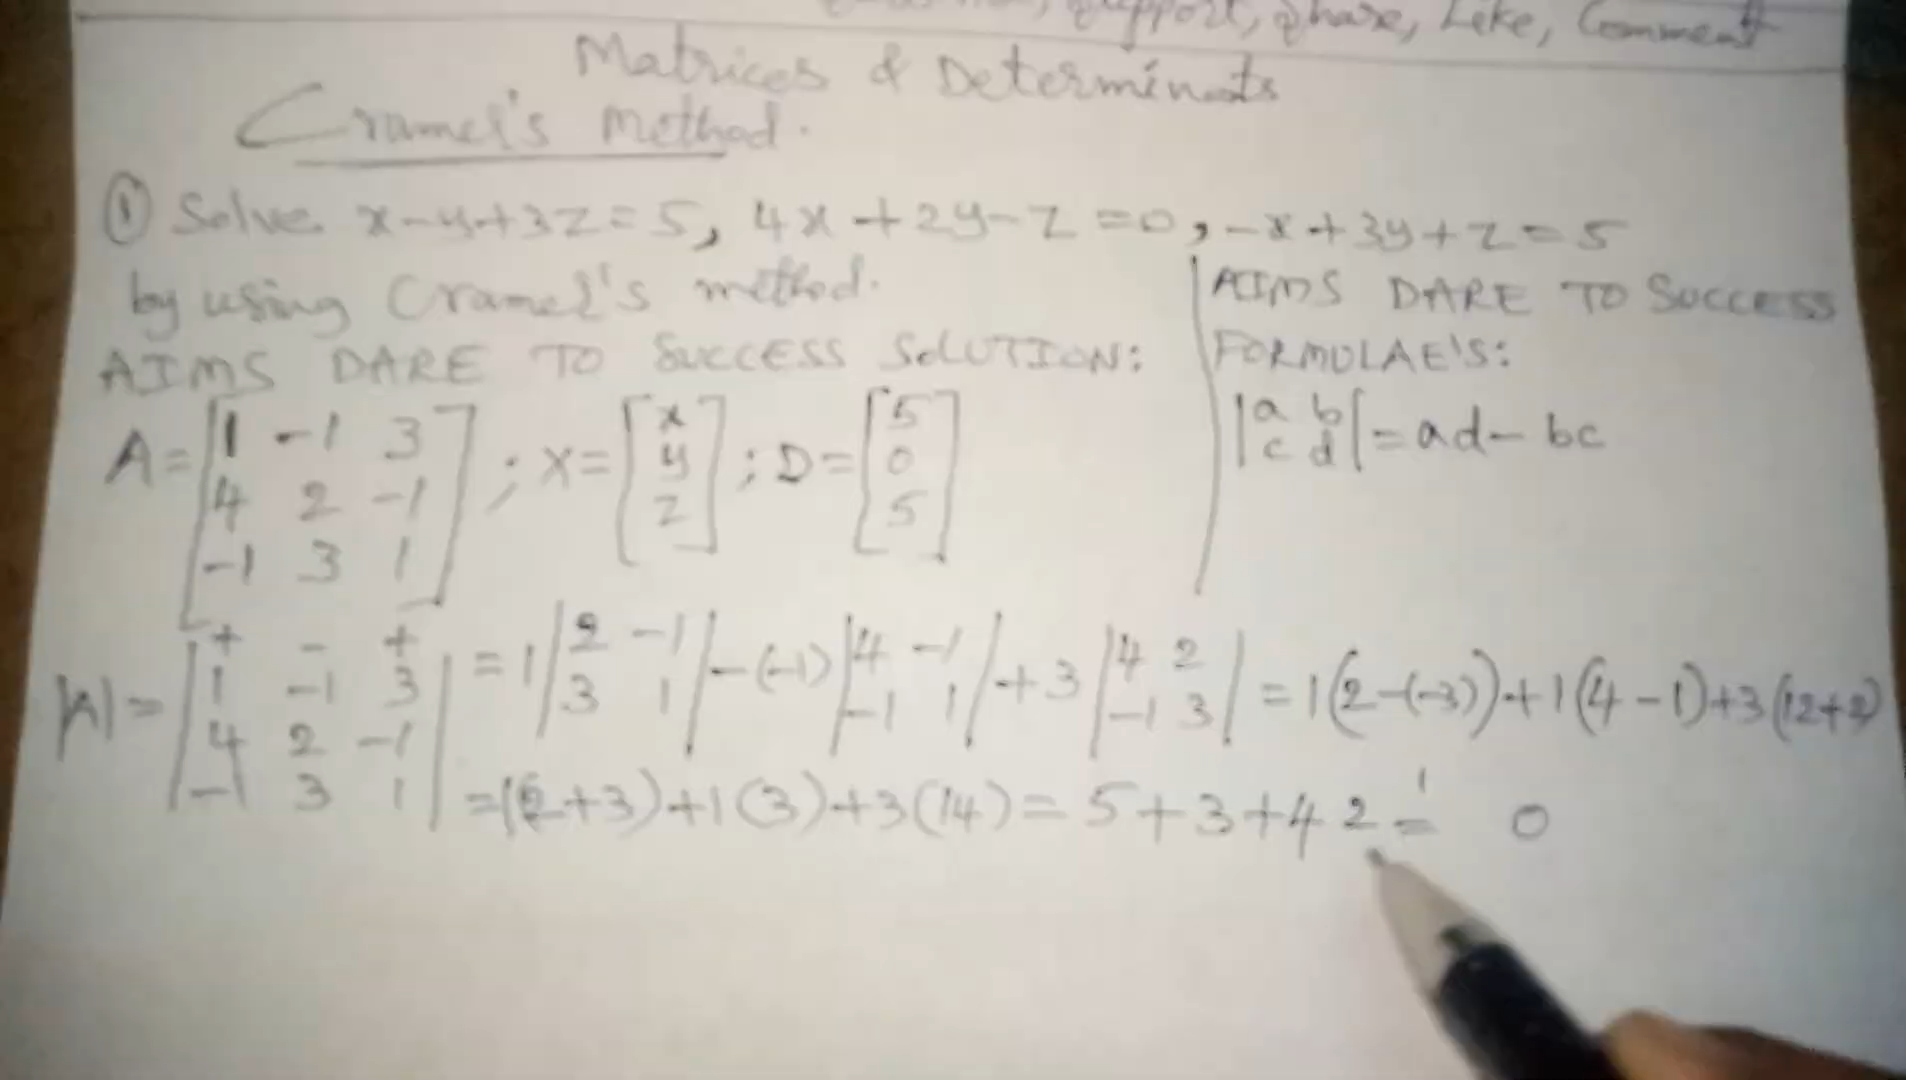 Support, Share, Like, Comment
Matrices & Determinats
Cramel's Method.
① Solve x-y+3z=5, 4x+2y-z=0, -x+3y+z=5
by using Cramel's method.
AIMS DARE TO SUCCESS SOLUTION:
A=[1 -1 3; X=[x; D=[5
4 2 -1 y 0
-1 3 1] z] 5]
AIMS DARE TO SUCCESS
FORMULAE'S:
|a b
c d|=ad-bc
+ - +
|A|=|1 -1 3 =1|2 -1 -(-1)|4 -1 +3|4 2 =1(2-(-3))+1(4-1)+3(12+2)
4 2 -1 3 1| -1 1| -1 3|
-1 3 1| =1(2+3)+1(3)+3(14)=5+3+42= 0